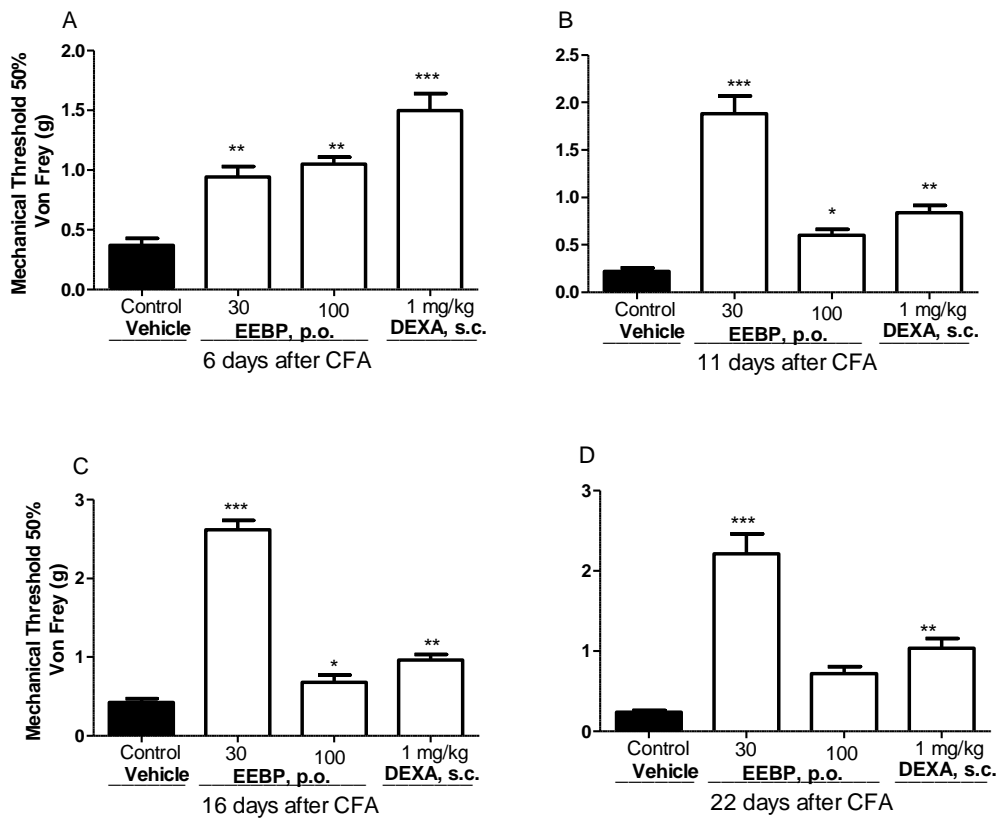 A
Mechanical Threshold 50%
Von Frey (g)
2.0
1.5
1.0
0.5
0.0
**
**
***
Control
30
100
1 mg/kg
Vehicle
EEBP, p.o.
DEXA, s.c.
6 days after CFA
B
2.5
2.0
1.5
1.0
0.5
0.0
***
*
**
Control
30
100
1 mg/kg
Vehicle
EEBP, p.o.
DEXA, s.c.
11 days after CFA
C
Mechanical Threshold 50%
Von Frey (g)
3
2
1
0
***
*
**
Control
30
100
1 mg/kg
Vehicle
EEBP, p.o.
DEXA, s.c.
16 days after CFA
D
3
2
1
0
***
**
Control
30
100
1 mg/kg
Vehicle
EEBP, p.o.
DEXA, s.c.
22 days after CFA